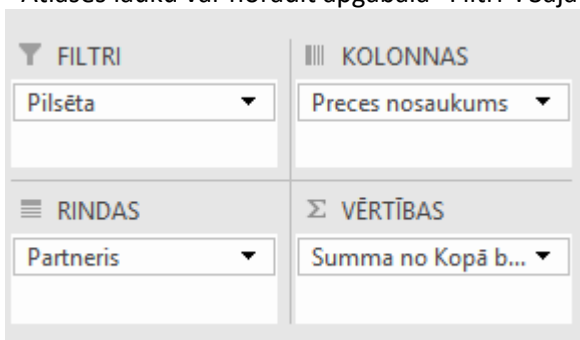 FILTRI
KOLONNAS
Pilsēta
Preces nosaukums
RINDAS
Σ VĒRTĪBAS
Partneris
Summa no Kopā b...